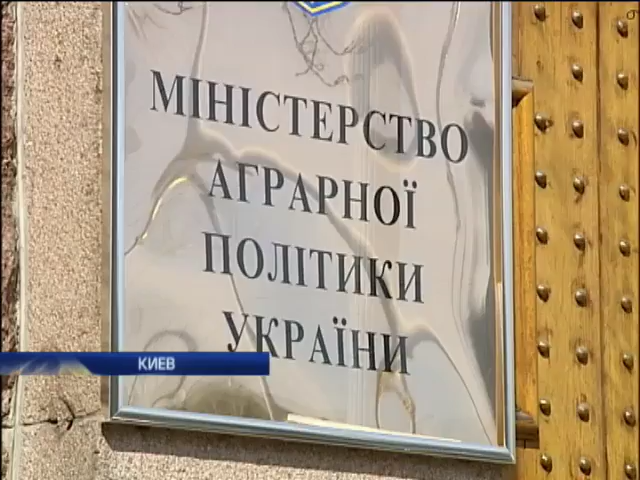 МІНІСТЕРСТВО
АГРАРНОЇ
ПОЛІТИКИ
УКРАЇНИ
КИЕВ